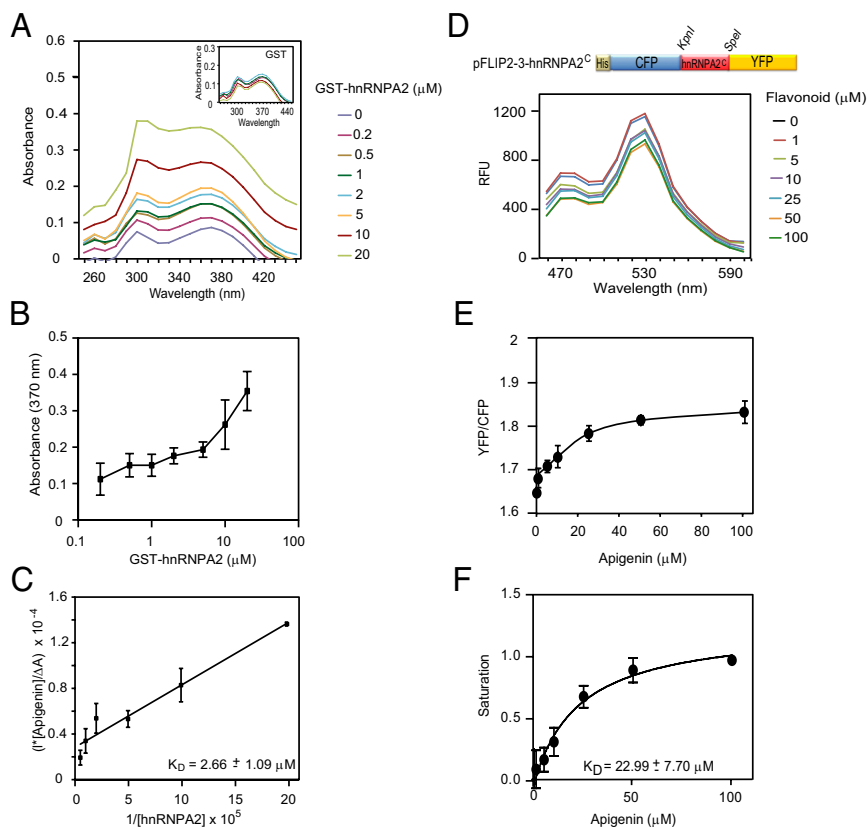 A
Absorbance
0.6
0.5
0.4
0.3
0.2
0.1
0
260 300 340 380 420
Wavelength (nm)
GST
Absorbance
0.3
0.2
0.1
0
300 370 440
Wavelength
GST-hnRNPA2 (μM)
0
0.2
0.5
1
2
5
10
20
B
Absorbance (370 nm)
0.5
0.4
0.3
0.2
0.1
0
0.1 1 10 100
GST-hnRNPA2 (μM)
C
(l*[Apigenin]/ΔA) x 10⁻⁴
1.6
1.2
0.8
0.4
0
0 5 10 15 20
K_D = 2.66 ± 1.09 μM
1/[hnRNPA2] x 10⁵
D
KpnI SpeI
pFLIP2-3-hnRNPA2ᶜ His CFP hnRNPA2ᶜ YFP
RFU
1200
800
400
0
470 530 590
Wavelength (nm)
Flavonoid (μM)
0
1
5
10
25
50
100
E
YFP/CFP
2
1.9
1.8
1.7
1.6
0 20 40 60 80 100
Apigenin (μM)
F
Saturation
1.5
1.0
0.5
0.0
0 50 100
K_D = 22.99 ± 7.70 μM
Apigenin (μM)